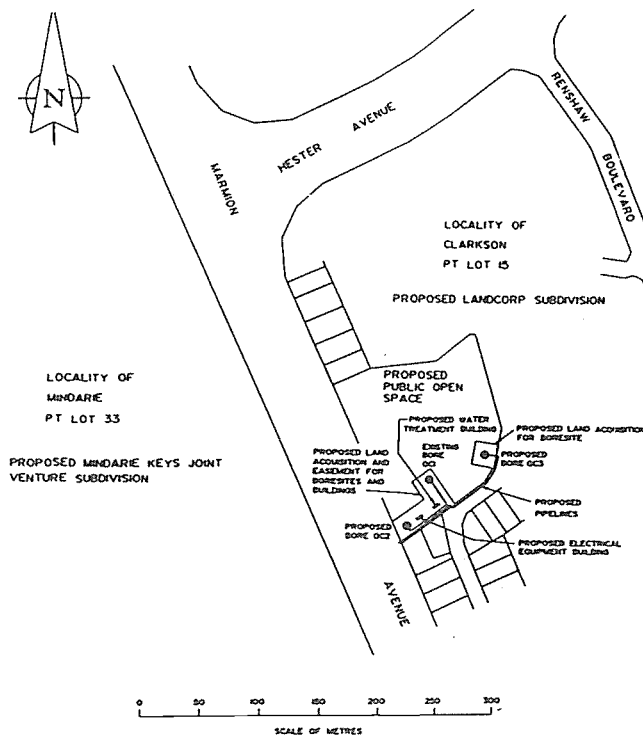 N
MARMION
HESTER AVENUE
RENSHAW
BOULEVARD
LOCALITY OF
CLARKSON
PT LOT 15
PROPOSED LANDCORP SUBDIVISION
LOCALITY OF
MINDARIE
PT LOT 33
PROPOSED MINDARIE KEYS JOINT
VENTURE SUBDIVISION
PROPOSED
PUBLIC OPEN
SPACE
PROPOSED WATER
TREATMENT BUILDING
PROPOSED LAND
ACQUISITION AND
EASEMENT FOR
BORESITES AND
BUILDINGS
EXISTING
BORE
QC1
PROPOSED LAND ACQUISITION
FOR BORESITE
PROPOSED
BORE QC3
PROPOSED
PIPELINES
PROPOSED
BORE QC2
PROPOSED ELECTRICAL
EQUIPMENT BUILDING
AVENUE
0 50 100 150 200 250 300
SCALE OF METRES